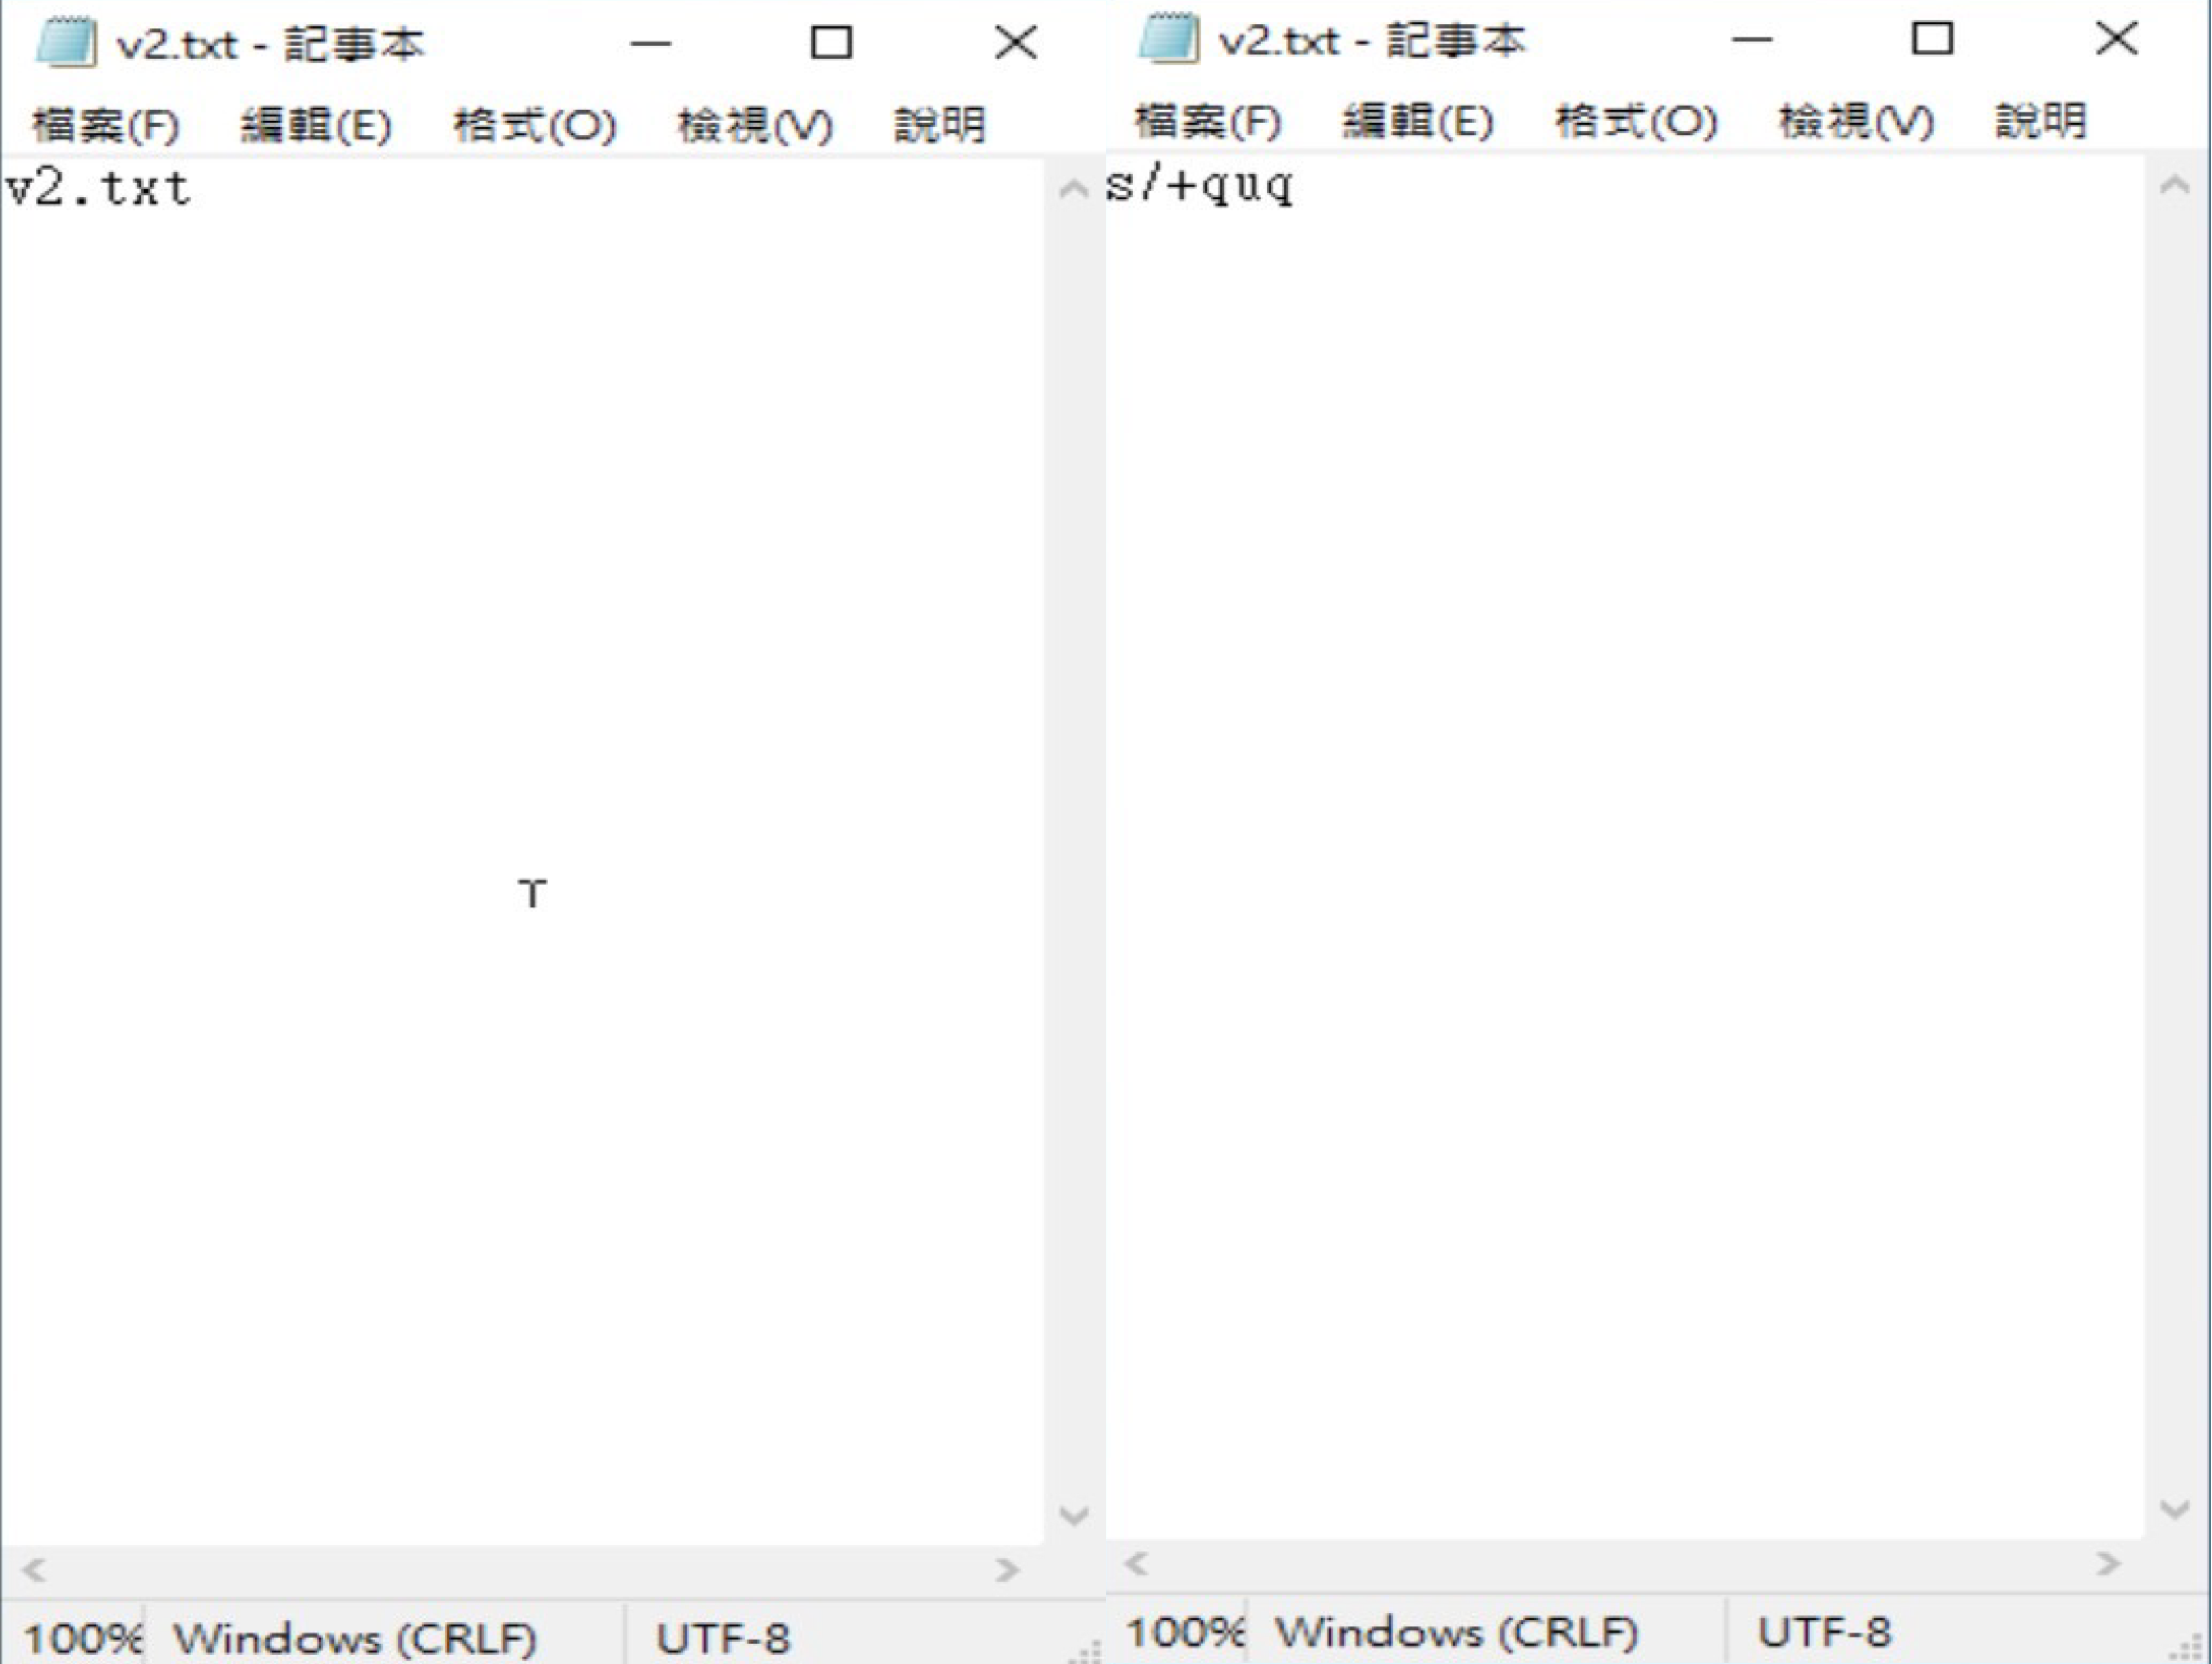 v2.txt - 記事本
檔案(F) 編輯(E) 格式(O) 檢視(V) 說明
v2.txt
100% Windows (CRLF) UTF-8
v2.txt - 記事本
檔案(F) 編輯(E) 格式(O) 檢視(V) 說明
s/+quq
100% Windows (CRLF) UTF-8